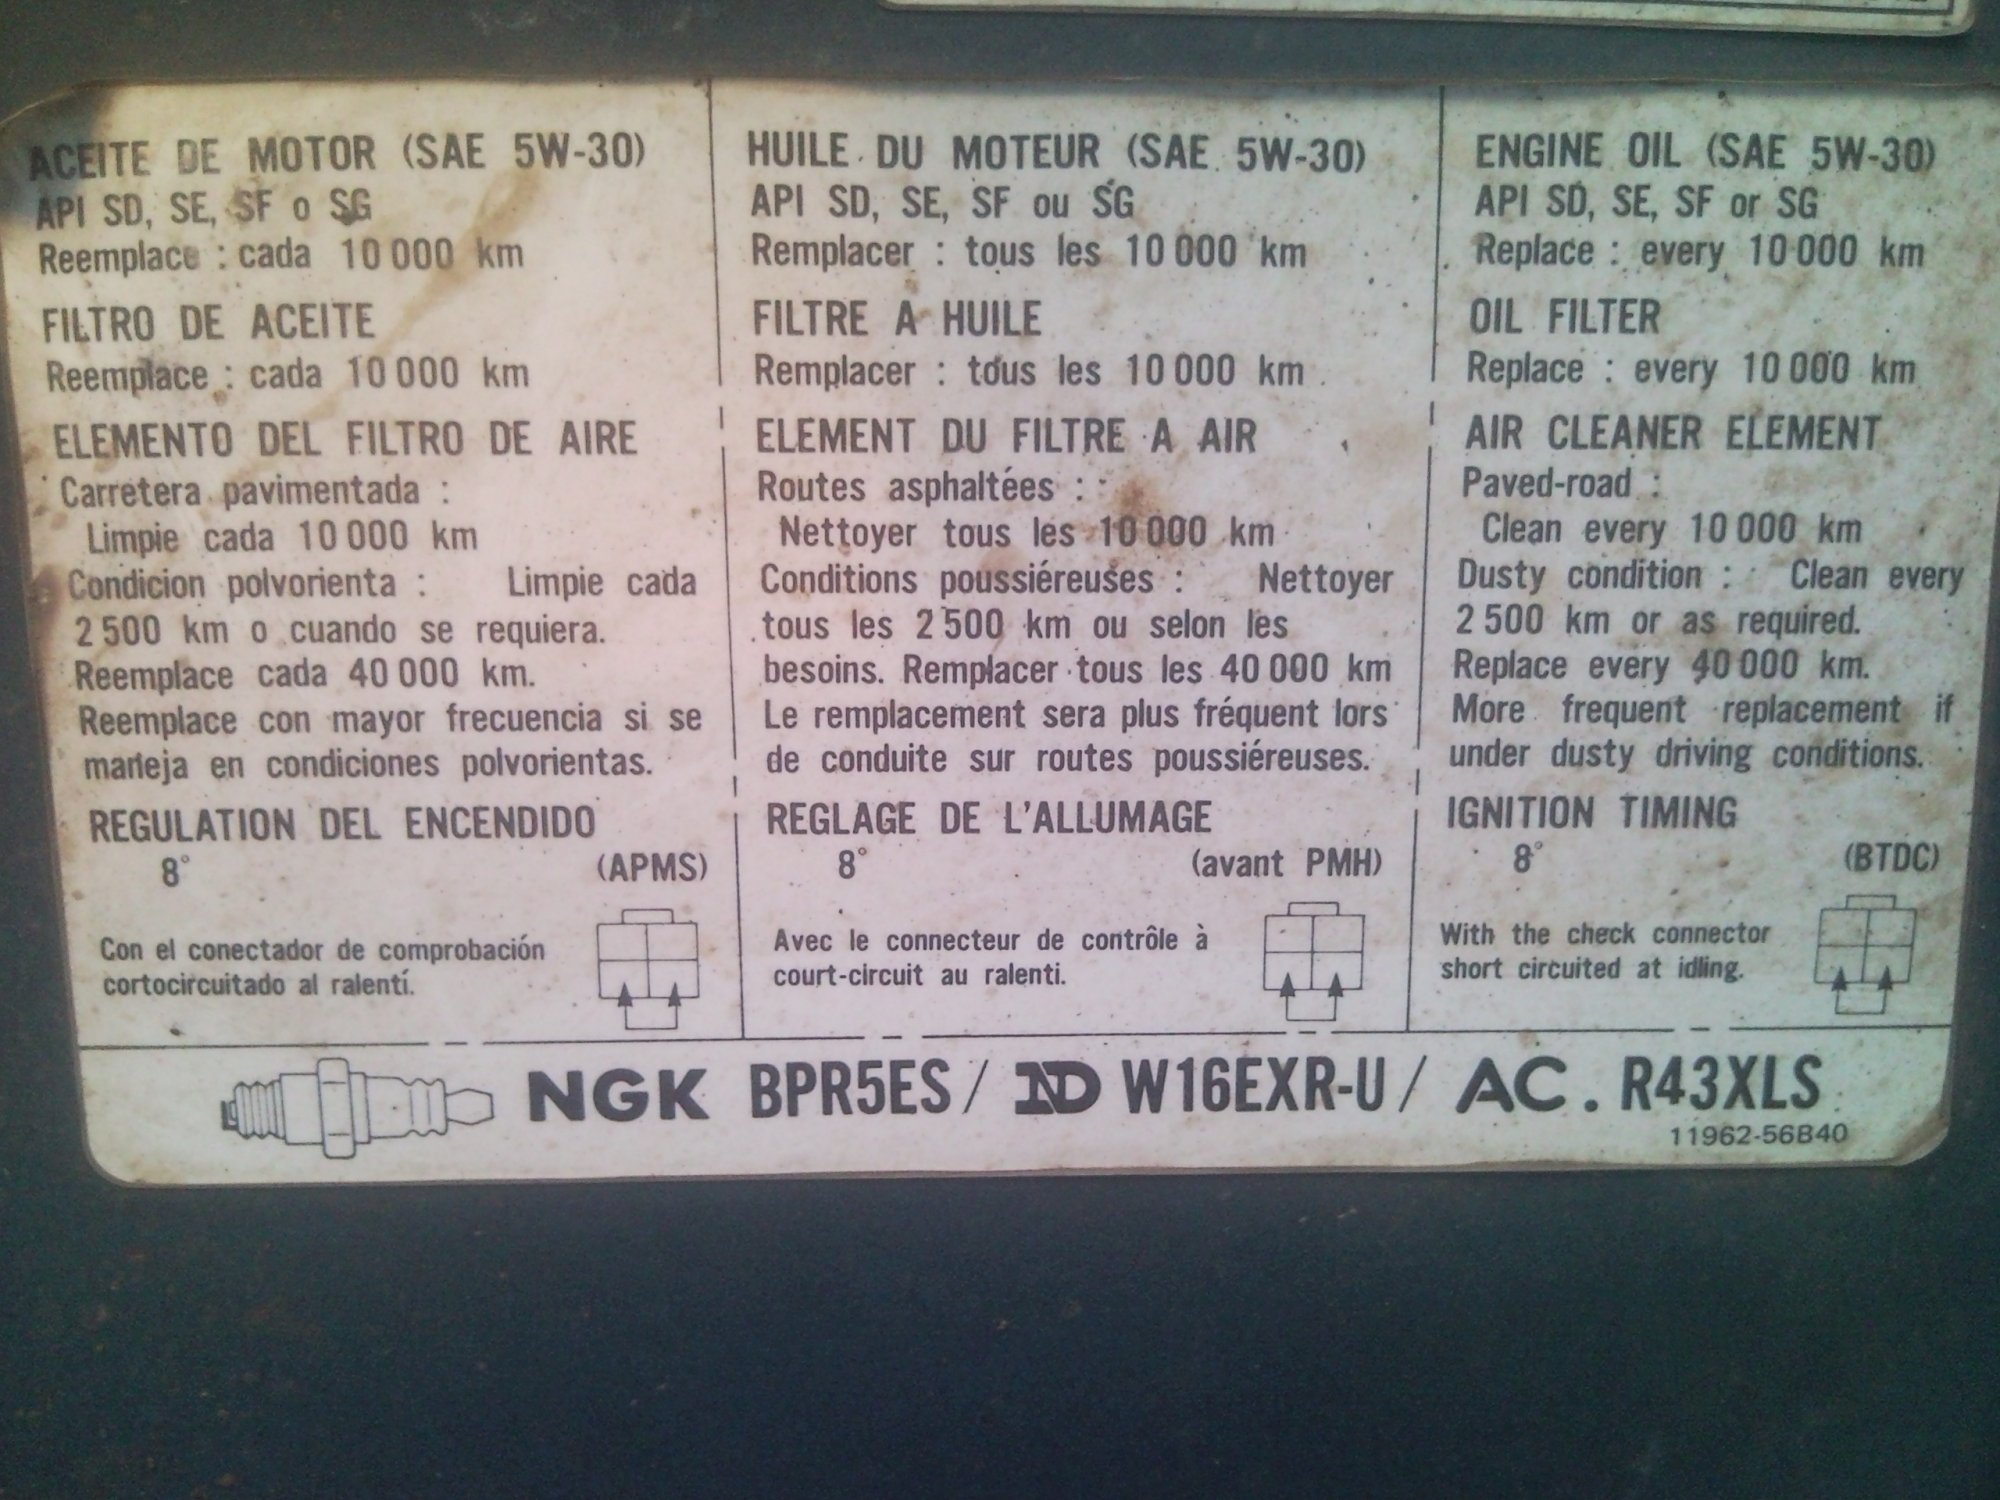 ACEITE DE MOTOR (SAE 5W-30)
API SD, SE, SF o SG
Reemplace : cada 10 000 km
FILTRO DE ACEITE
Reemplace : cada 10 000 km
ELEMENTO DEL FILTRO DE AIRE
Carretera pavimentada :
Limpie cada 10 000 km
Condicion polvorienta : Limpie cada
2 500 km o cuando se requiera.
Reemplace cada 40 000 km.
Reemplace con mayor frecuencia si se
maneja en condiciones polvorientas.
REGULATION DEL ENCENDIDO
8° (APMS)
Con el conectador de comprobación
cortocircuitado al ralentí.
HUILE DU MOTEUR (SAE 5W-30)
API SD, SE, SF ou SG
Remplacer : tous les 10 000 km
FILTRE A HUILE
Remplacer : tous les 10 000 km
ELEMENT DU FILTRE A AIR
Routes asphaltées :
Nettoyer tous les 10 000 km
Conditions poussiéreuses : Nettoyer
tous les 2 500 km ou selon les
besoins. Remplacer tous les 40 000 km
Le remplacement sera plus fréquent lors
de conduite sur routes poussiéreuses.
REGLAGE DE L'ALLUMAGE
8° (avant PMH)
Avec le connecteur de contrôle à
court-circuit au ralenti.
ENGINE OIL (SAE 5W-30)
API SD, SE, SF or SG
Replace : every 10 000 km
OIL FILTER
Replace : every 10 000 km
AIR CLEANER ELEMENT
Paved-road :
Clean every 10 000 km
Dusty condition : Clean every
2 500 km or as required.
Replace every 40 000 km.
More frequent replacement if
under dusty driving conditions.
IGNITION TIMING
8° (BTDC)
With the check connector
short circuited at idling.
NGK BPR5ES / ND W16EXR-U / AC. R43XLS
11962-56B40